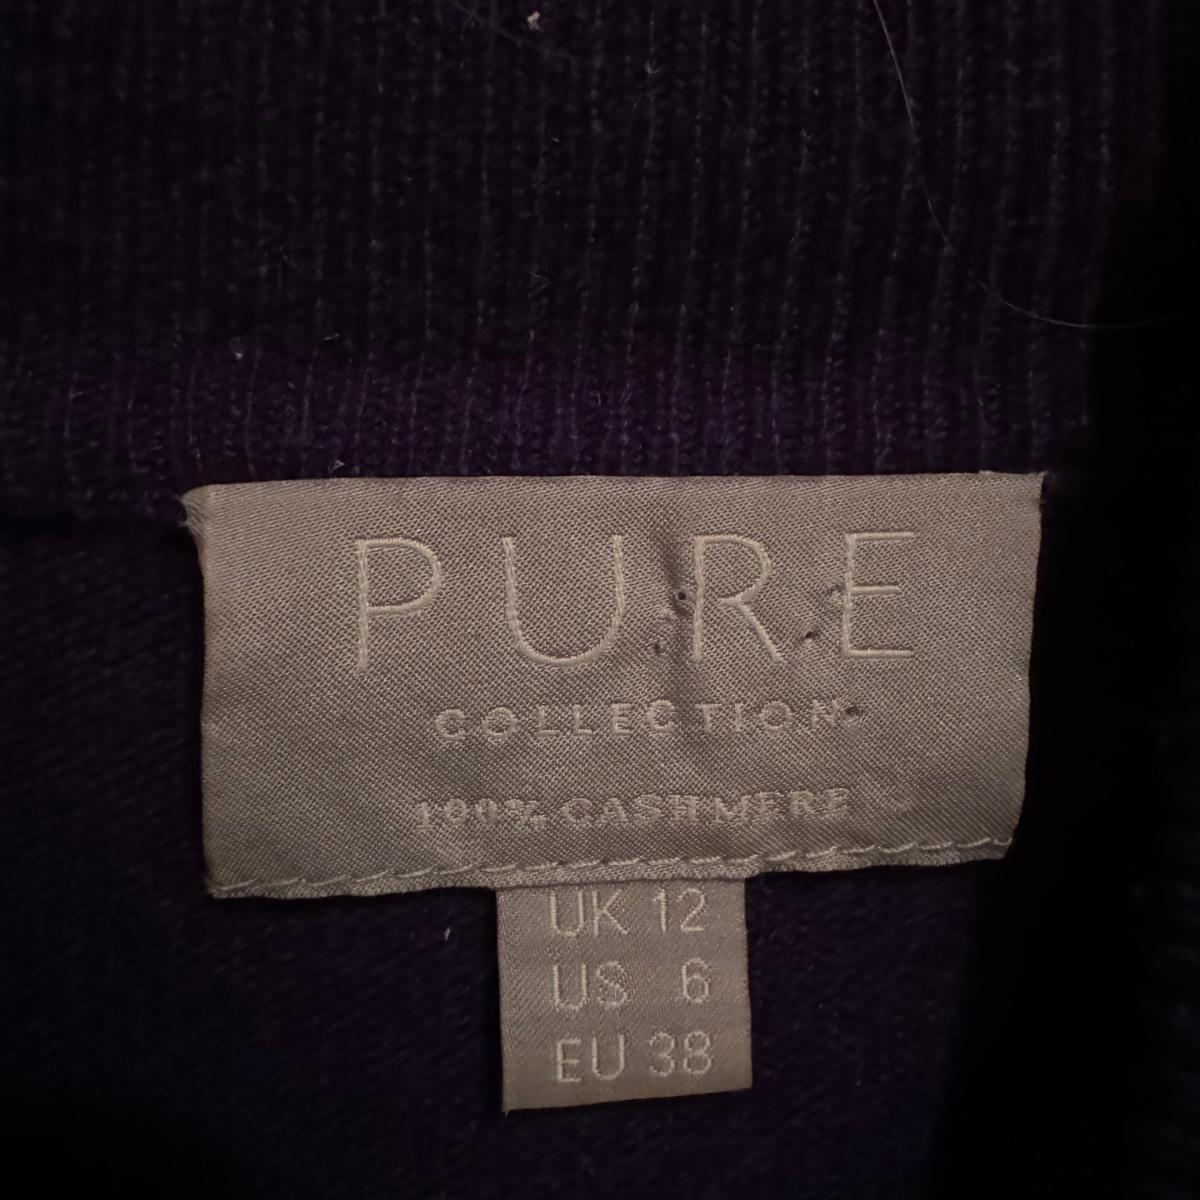 PURE
COLLECTION
100% CASHMERE
UK 12
US 6
EU 38